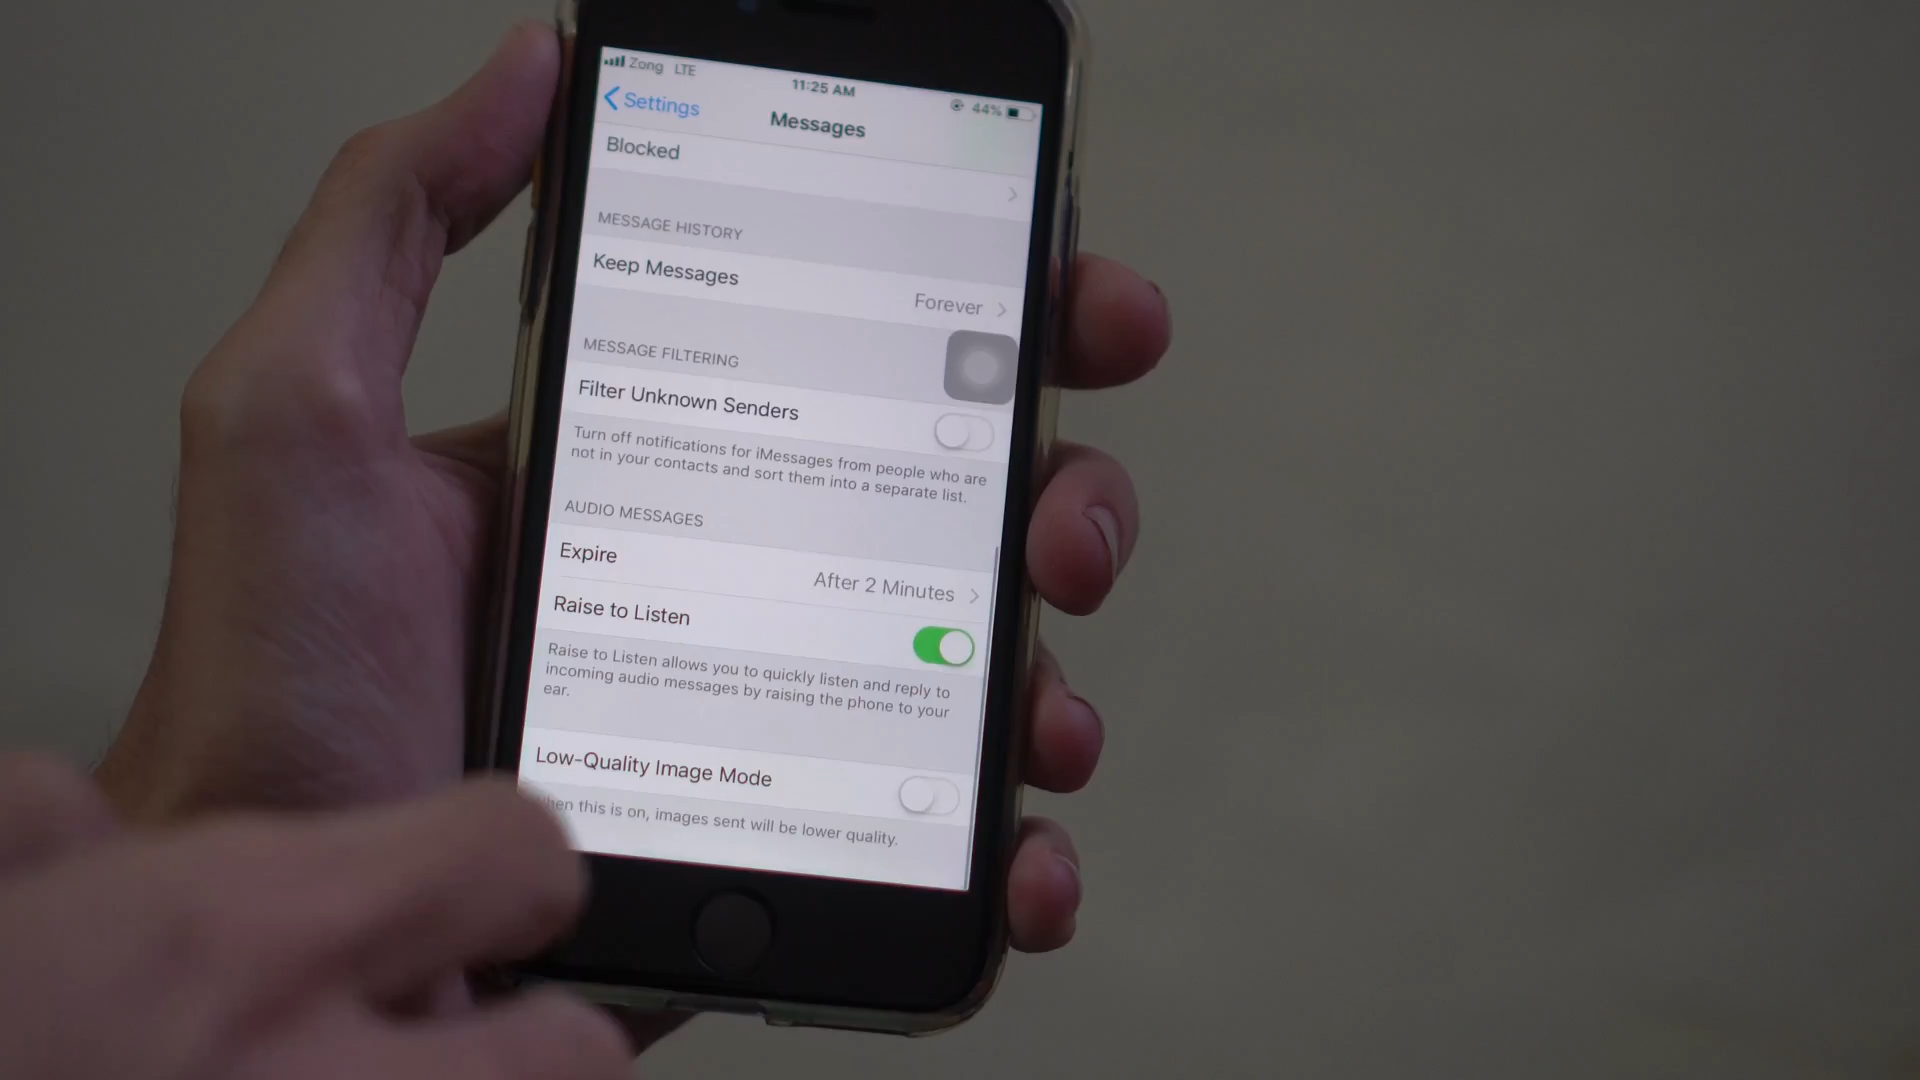 Zong LTE 11:25 AM 44%
Settings Messages
Blocked
MESSAGE HISTORY
Keep Messages Forever
MESSAGE FILTERING
Filter Unknown Senders
Turn off notifications for iMessages from people who are
not in your contacts and sort them into a separate list.
AUDIO MESSAGES
Expire After 2 Minutes
Raise to Listen
Raise to Listen allows you to quickly listen and reply to
incoming audio messages by raising the phone to your
ear.
Low-Quality Image Mode
hen this is on, images sent will be lower quality.